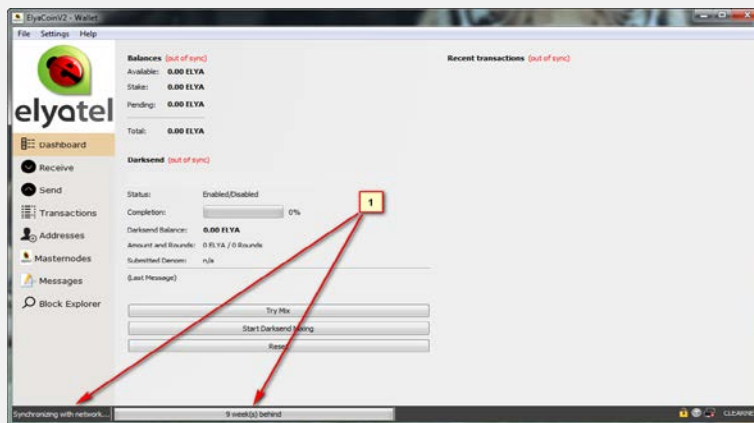 ElyaCoinV2 - Wallet
File Settings Help
elyatel
Dashboard
Receive
Send
Transactions
Addresses
Masternodes
Messages
Block Explorer
Balances (out of sync)
Available: 0.00 ELYA
Stake: 0.00 ELYA
Pending: 0.00 ELYA
Total: 0.00 ELYA
Darksend (out of sync)
Status: Enabled/Disabled
Completion: 0%
Darksend Balance: 0.00 ELYA
Amount and Rounds: 0 ELYA / 0 Rounds
Submitted Denom: n/a
(Last Message)
Try Mix
Start Darksend Mixing
Reset
Recent transactions (out of sync)
1
Synchronizing with network...
9 week(s) behind
CLEARNET